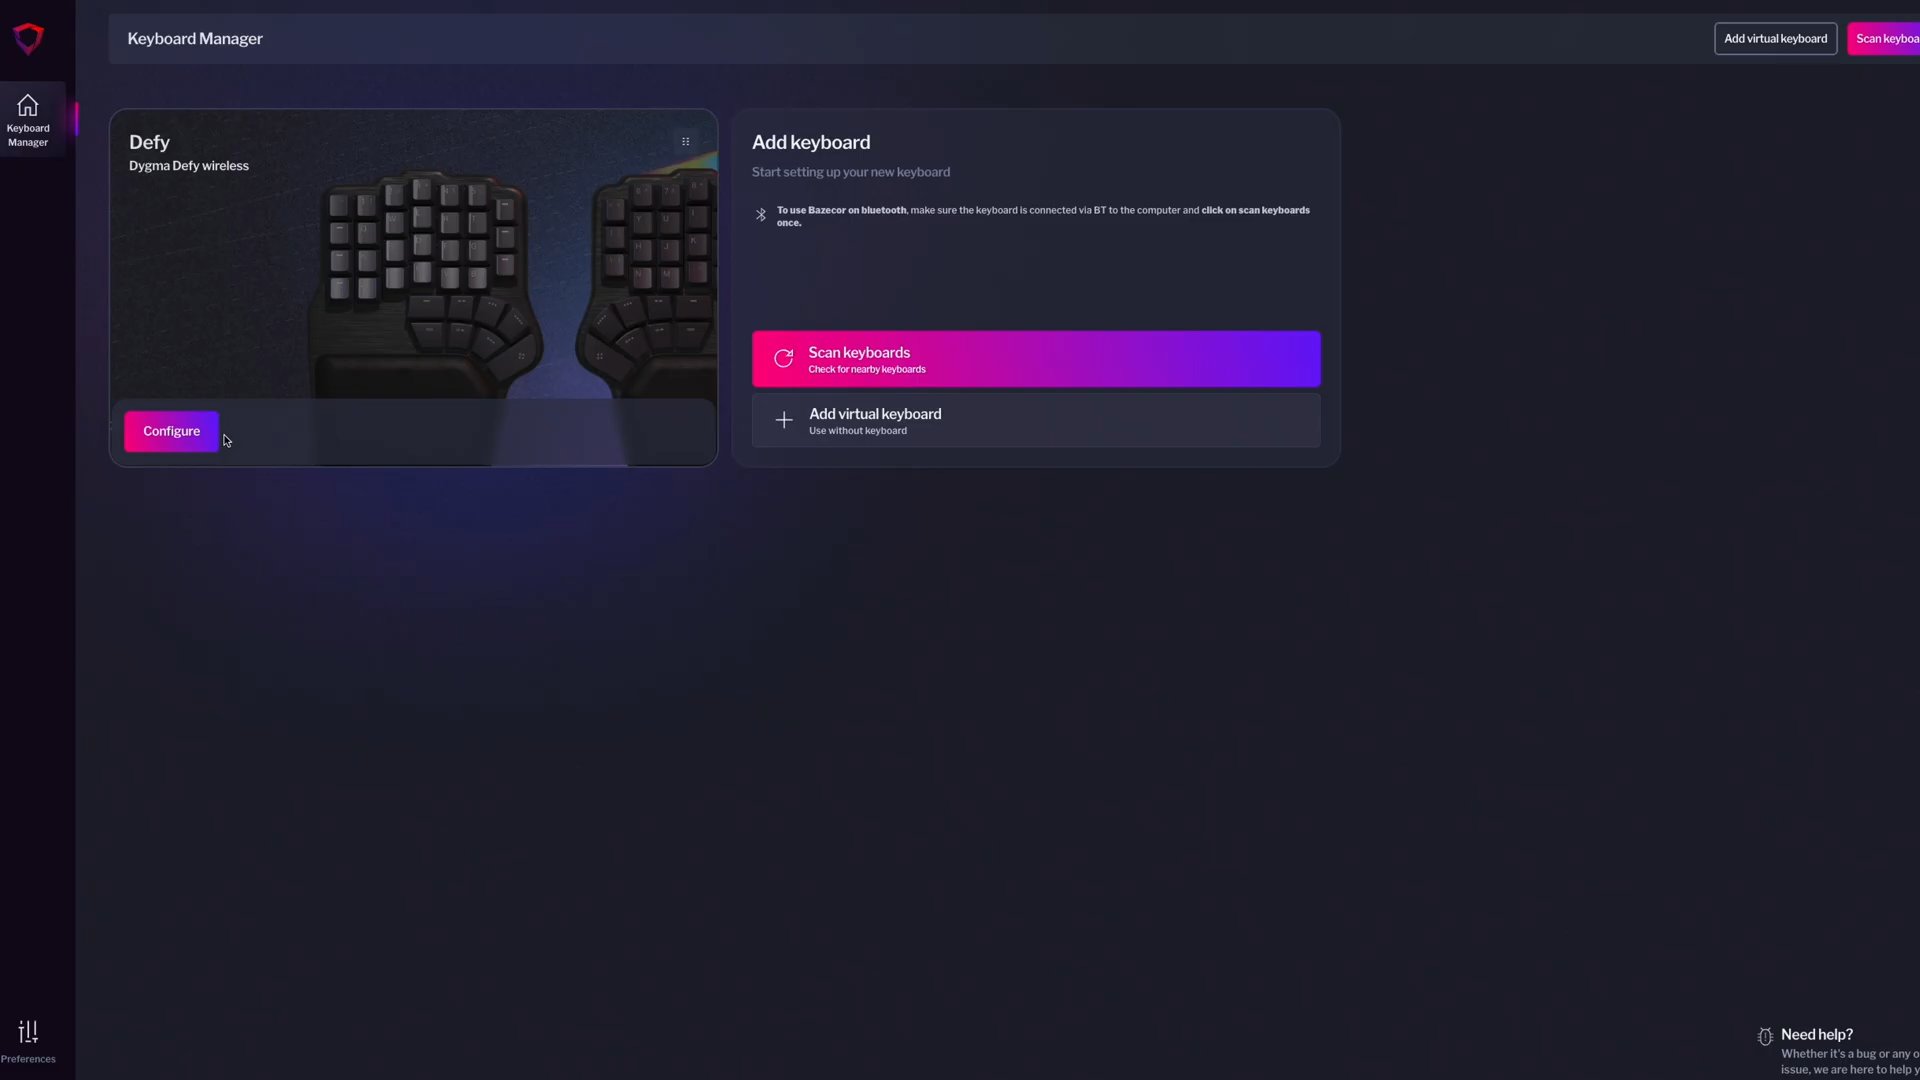 Keyboard Manager
Add virtual keyboard
Scan keyboa
Keyboard
Manager
Defy
Dygma Defy wireless
Configure
Add keyboard
Start setting up your new keyboard
To use Bazecor on bluetooth, make sure the keyboard is connected via BT to the computer and click on scan keyboards
once.
Scan keyboards
Check for nearby keyboards
Add virtual keyboard
Use without keyboard
Preferences
Need help?
Whether it's a bug or any o
issue, we are here to help y